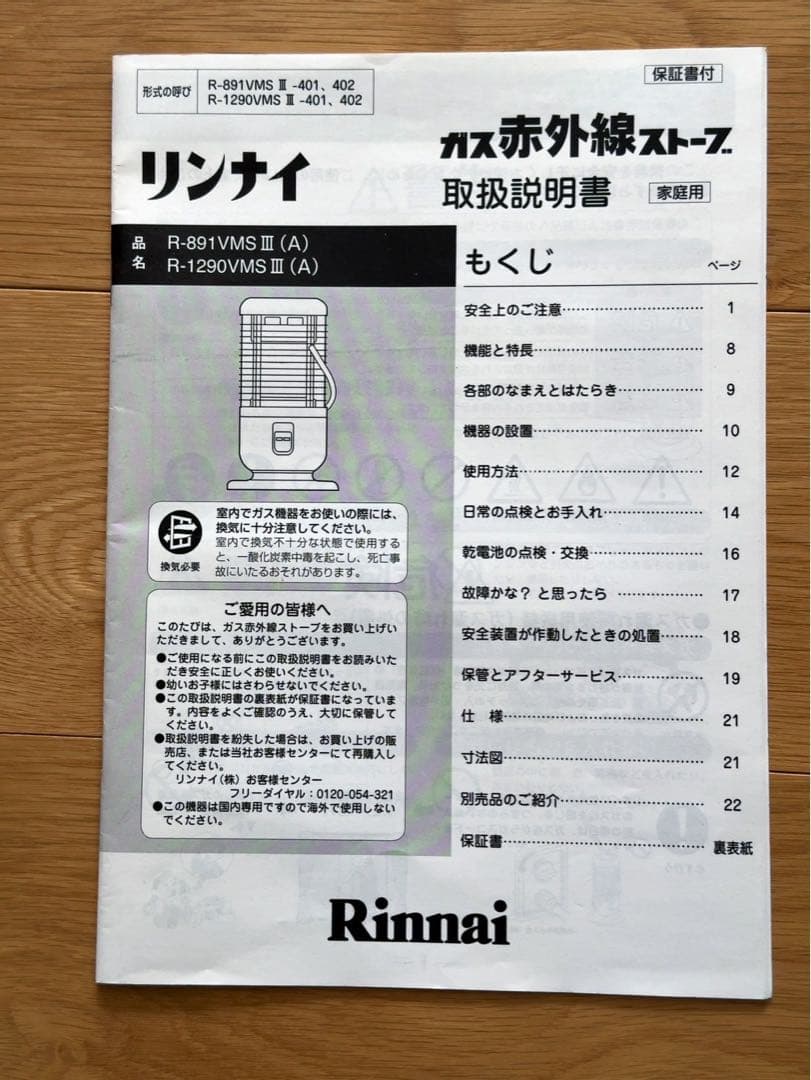 形式の呼び
R-891VMS Ⅲ -401、402
R-1290VMS Ⅲ -401、402
保証書付
リンナイ
ガス赤外線ストーブ
取扱説明書
家庭用
品名
R-891VMS Ⅲ (A)
R-1290VMS Ⅲ (A)
室内でガス機器をお使いの際には、
換気に十分注意してください。
室内で換気不十分な状態で使用する
と、一酸化炭素中毒を起こし、死亡事
故にいたるおそれがあります。
換気必要
ご愛用の皆様へ
このたびは、ガス赤外線ストーブをお買い上げい
ただきまして、ありがとうございます。
●ご使用になる前にこの取扱説明書をお読みいた
だき安全に正しくお使いください。
●幼いお子様にはさわらせないでください。
●この取扱説明書の裏表紙が保証書になっていま
す。内容をよくご確認のうえ、大切に保管して
ください。
●取扱説明書を紛失した場合は、お買い上げの販
売店、または当社お客様センターにて再購入し
てください。
リンナイ(株) お客様センター
フリーダイヤル：0120-054-321
●この機器は国内専用ですので海外で使用しない
でください。
もくじ
ページ
安全上のご注意 1
機能と特長 8
各部のなまえとはたらき 9
機器の設置 10
使用方法 12
日常の点検とお手入れ 14
乾電池の点検・交換 16
故障かな？ と思ったら 17
安全装置が作動したときの処置 18
保管とアフターサービス 19
仕 様 21
寸法図 21
別売品のご紹介 22
保証書 裏表紙
Rinnai